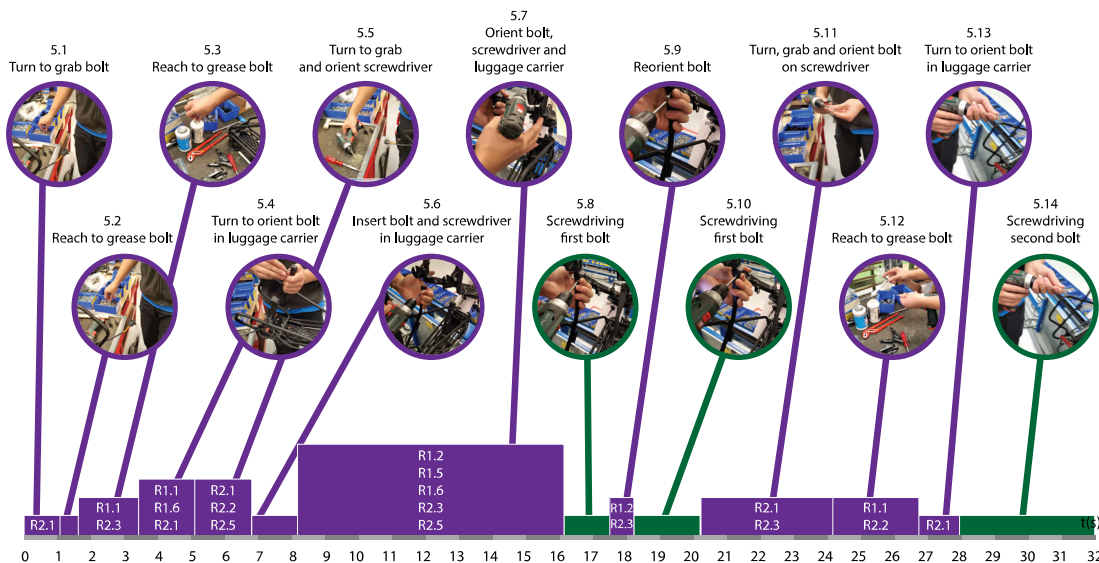 5.1
Turn to grab bolt
5.3
Reach to grease bolt
5.5
Turn to grab
and orient screwdriver
5.7
Orient bolt,
screwdriver and
luggage carrier
5.9
Reorient bolt
5.11
Turn, grab and orient bolt
on screwdriver
5.13
Turn to orient bolt
in luggage carrier
5.2
Reach to grease bolt
5.4
Turn to orient bolt
in luggage carrier
5.6
Insert bolt and screwdriver
in luggage carrier
5.8
Screwdriving
first bolt
5.10
Screwdriving
first bolt
5.12
Reach to grease bolt
5.14
Screwdriving
second bolt
R2.1
R1.1
R2.3
R1.1
R1.6
R2.1
R2.1
R2.2
R2.5
R1.2
R1.5
R1.6
R2.3
R2.5
R1.2
R2.3
R2.1
R2.3
R1.1
R2.2
R2.1
t(s)
0 1 2 3 4 5 6 7 8 9 10 11 12 13 14 15 16 17 18 19 20 21 22 23 24 25 26 27 28 29 30 31 32